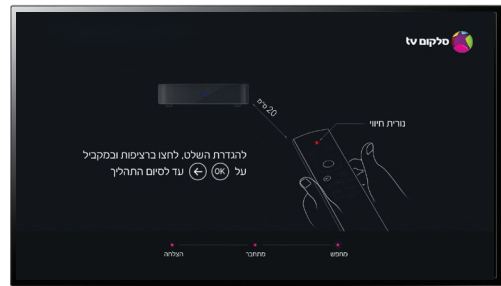 סלקום tv
20 ס"מ
נורית חיווי
להגדרת השלט, לחצו ברציפות ובמקביל
על OK ← עד לסיום התהליך
מחפש
מתחבר
הצלחה